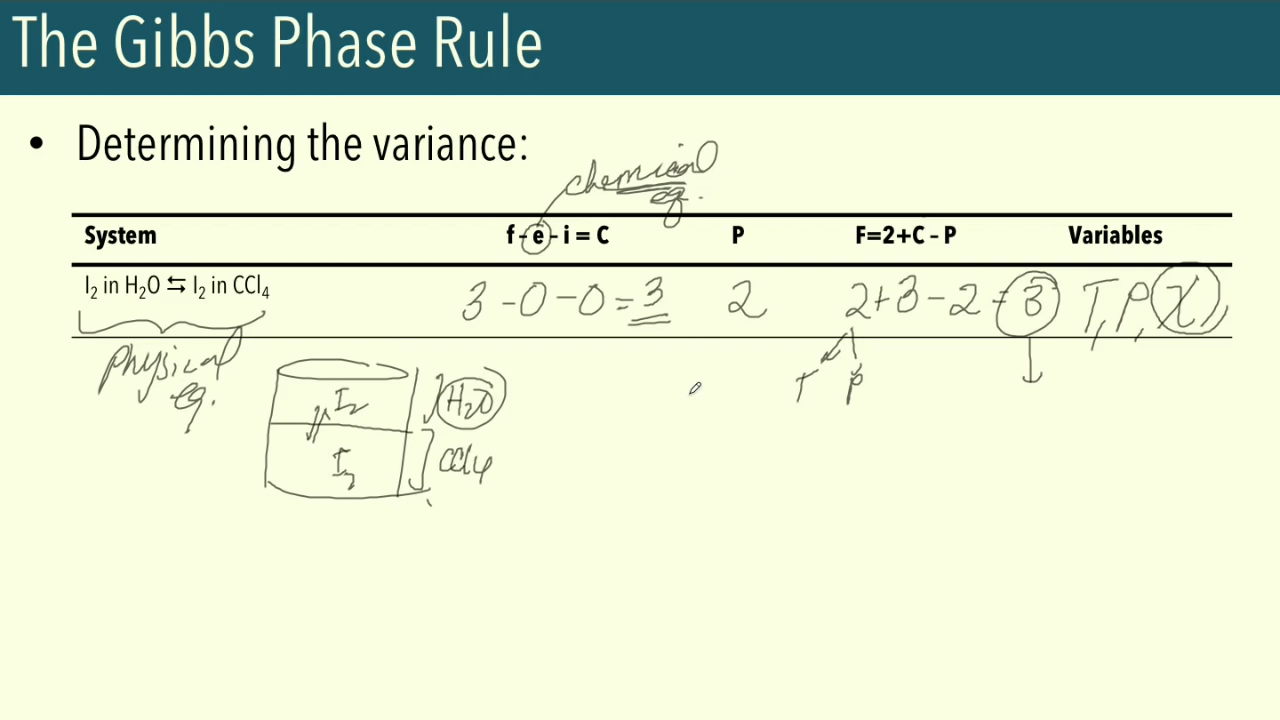 The Gibbs Phase Rule
• Determining the variance:
chemical
eq.
System f - e - i = C P F=2+C – P Variables
I₂ in H₂O ⇆ I₂ in CCl₄ 3 - 0 - 0 = 3 2 2+3-2 = 3 T, P, X,
physical
eq.
T P
I₂ H₂O
I₂ CCl₄